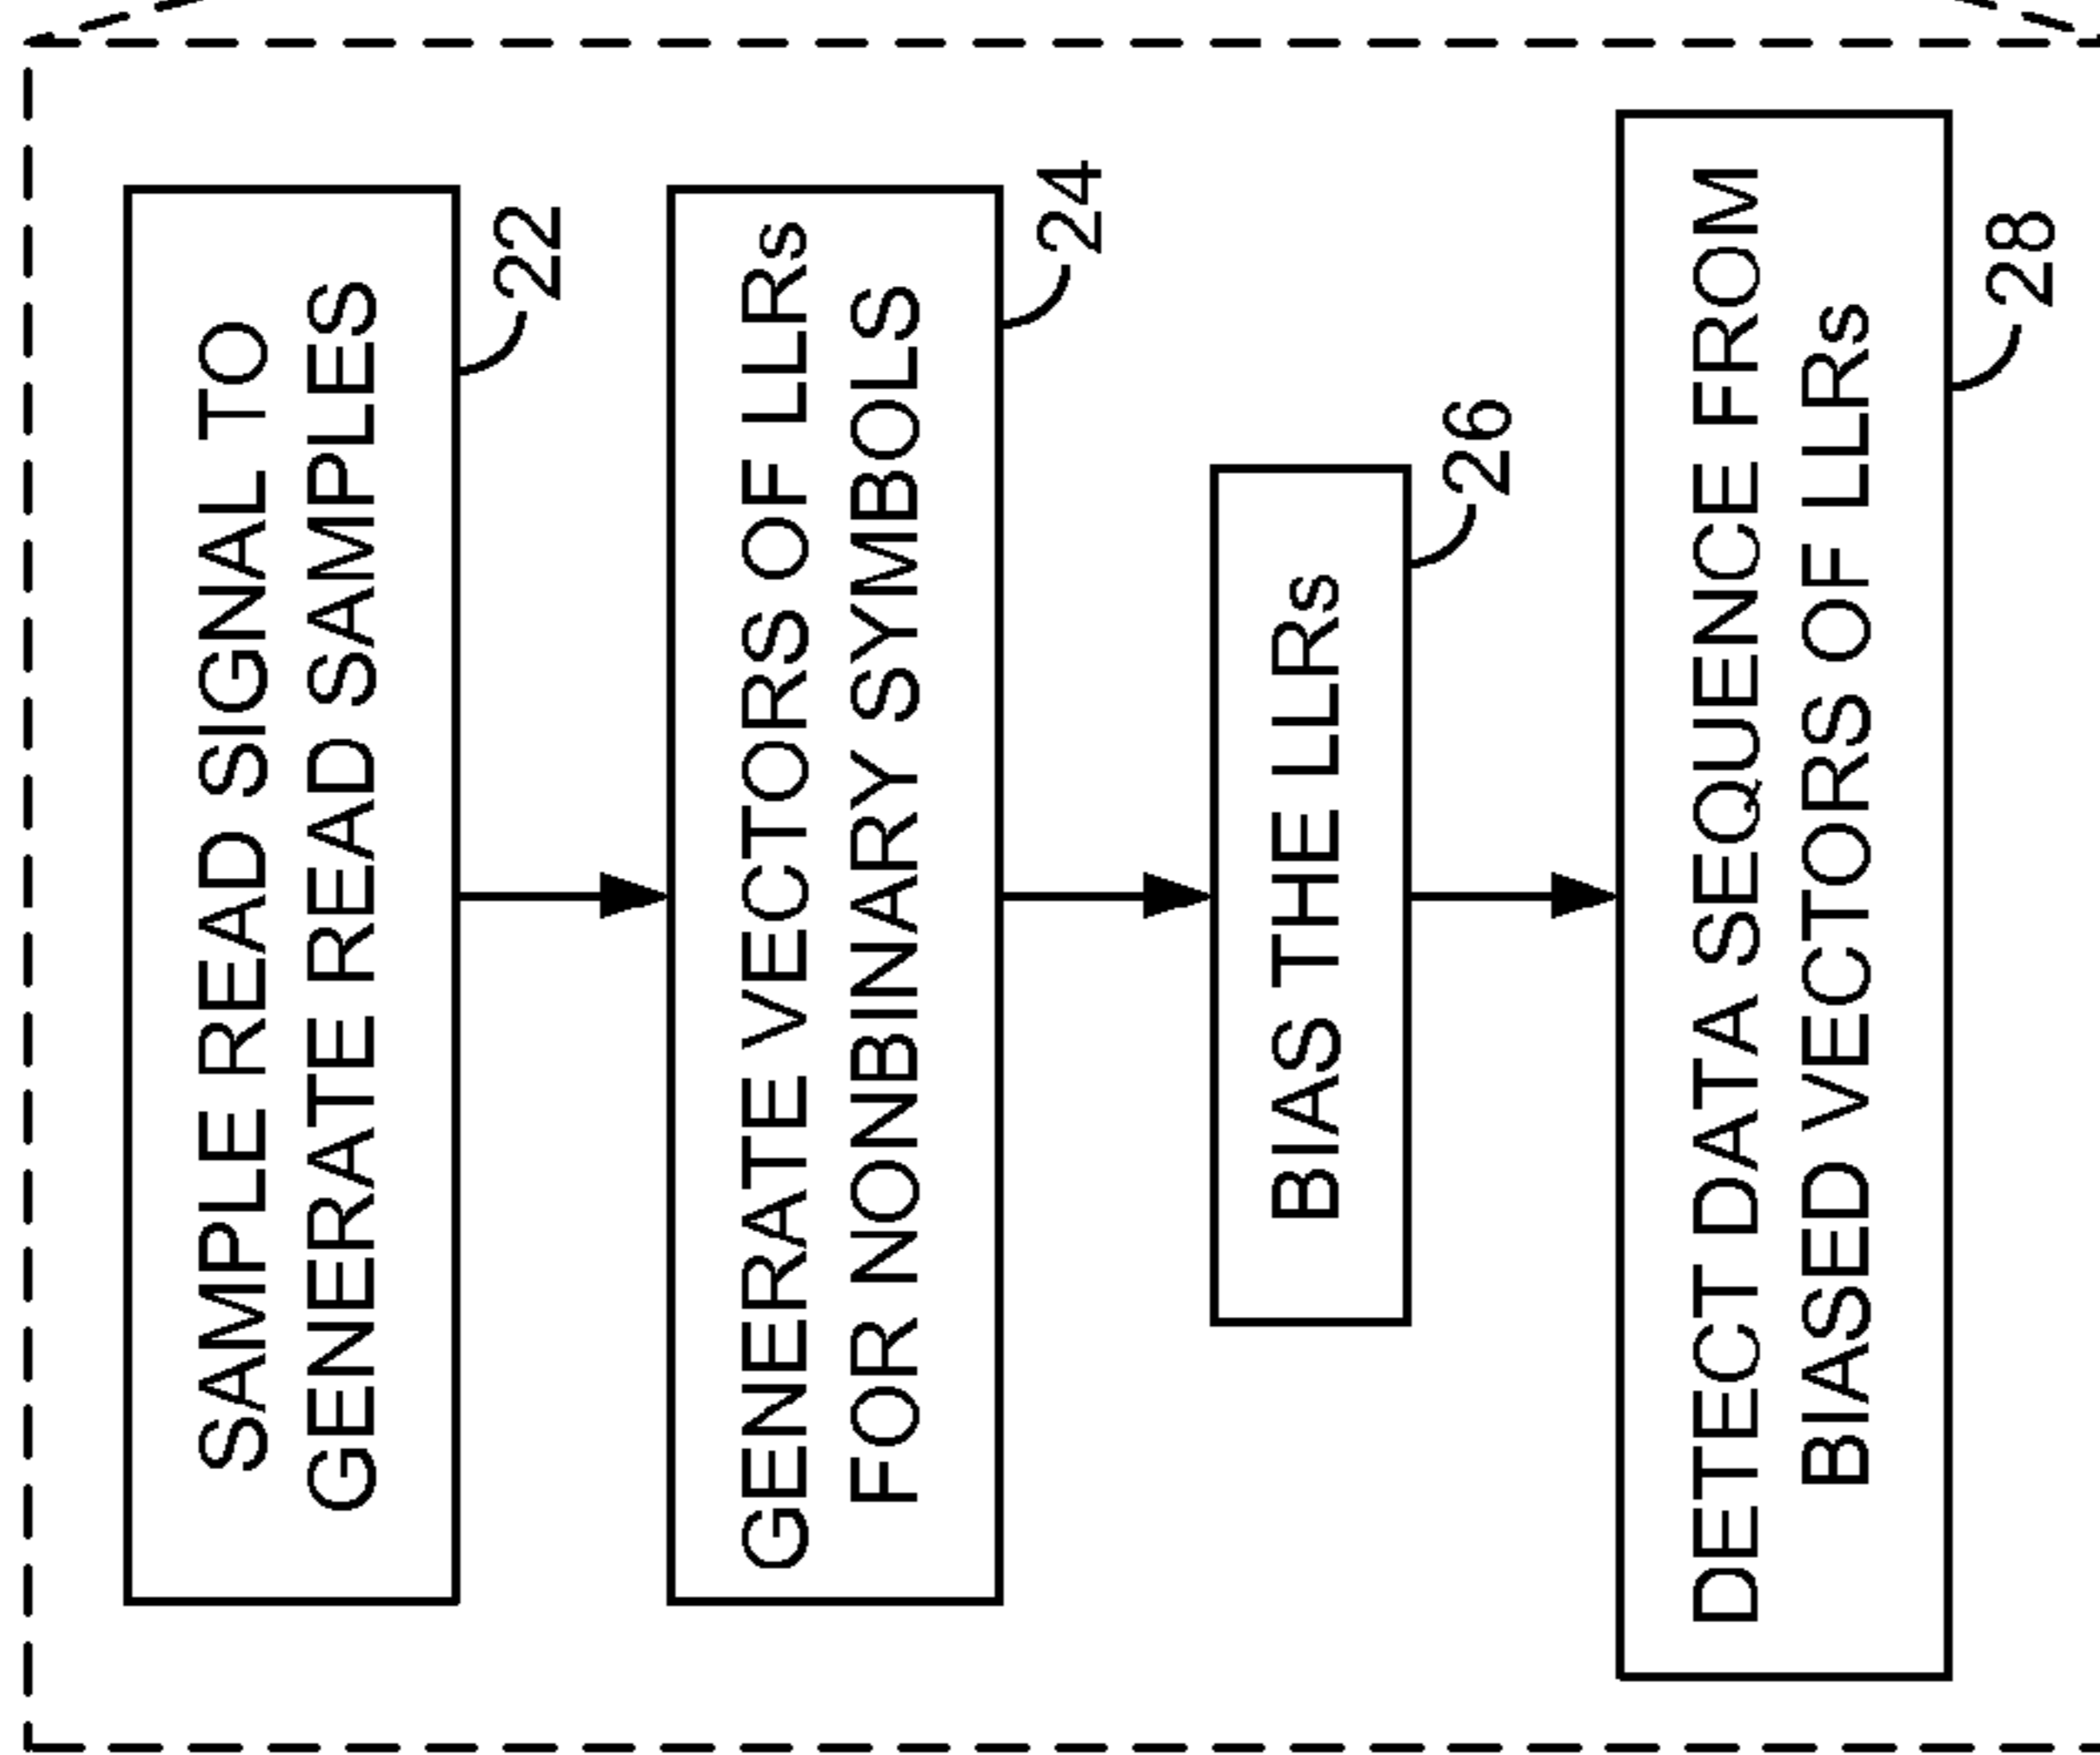 SAMPLE READ SIGNAL TO
GENERATE READ SAMPLES
22
GENERATE VECTORS OF LLRs
FOR NONBINARY SYMBOLS
24
BIAS THE LLRs
26
DETECT DATA SEQUENCE FROM
BIASED VECTORS OF LLRs
28